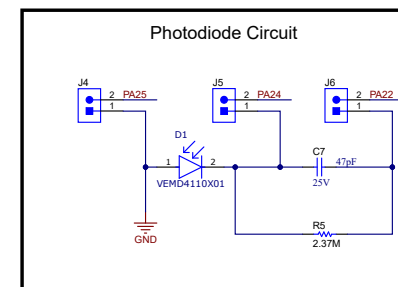 Photodiode Circuit
J4
2 PA25
1
J5
2 PA24
1
J6
2 PA22
1
D1
1 2
VEMD4110X01
C7
47pF
25V
R5
2.37M
GND